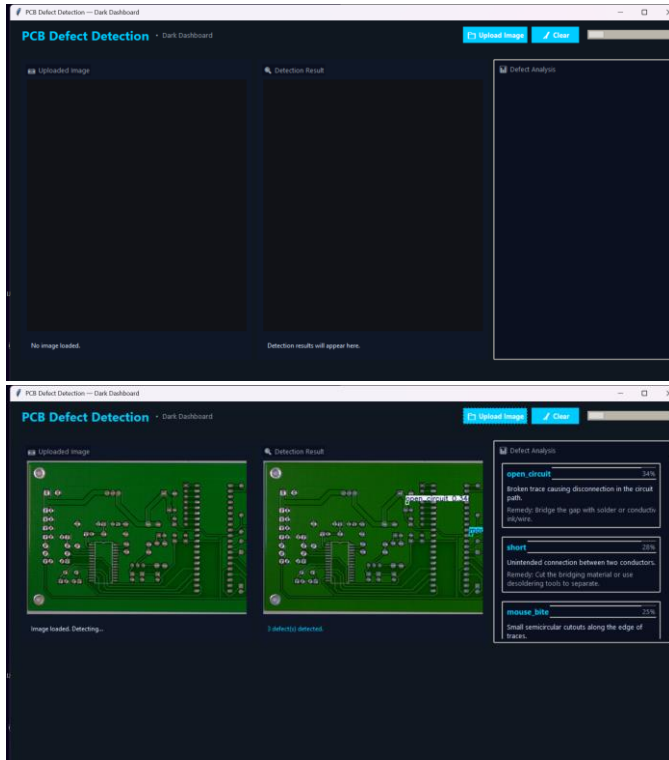 PCB Defect Detection — Dark Dashboard
PCB Defect Detection • Dark Dashboard
Upload Image
Clear
Uploaded Image
Detection Result
Defect Analysis
No image loaded.
Detection results will appear here.
PCB Defect Detection — Dark Dashboard
PCB Defect Detection • Dark Dashboard
Upload Image
Clear
Uploaded Image
Detection Result
Defect Analysis
open_circuit 0.34
Image loaded. Detecting...
3 defect(s) detected.
open_circuit 34%
Broken trace causing disconnection in the circuit
path.
Remedy: Bridge the gap with solder or conductiv
ink/wire.
short 28%
Unintended connection between two conductors.
Remedy: Cut the bridging material or use
desoldering tools to separate.
mouse_bite 25%
Small semicircular cutouts along the edge of
traces.